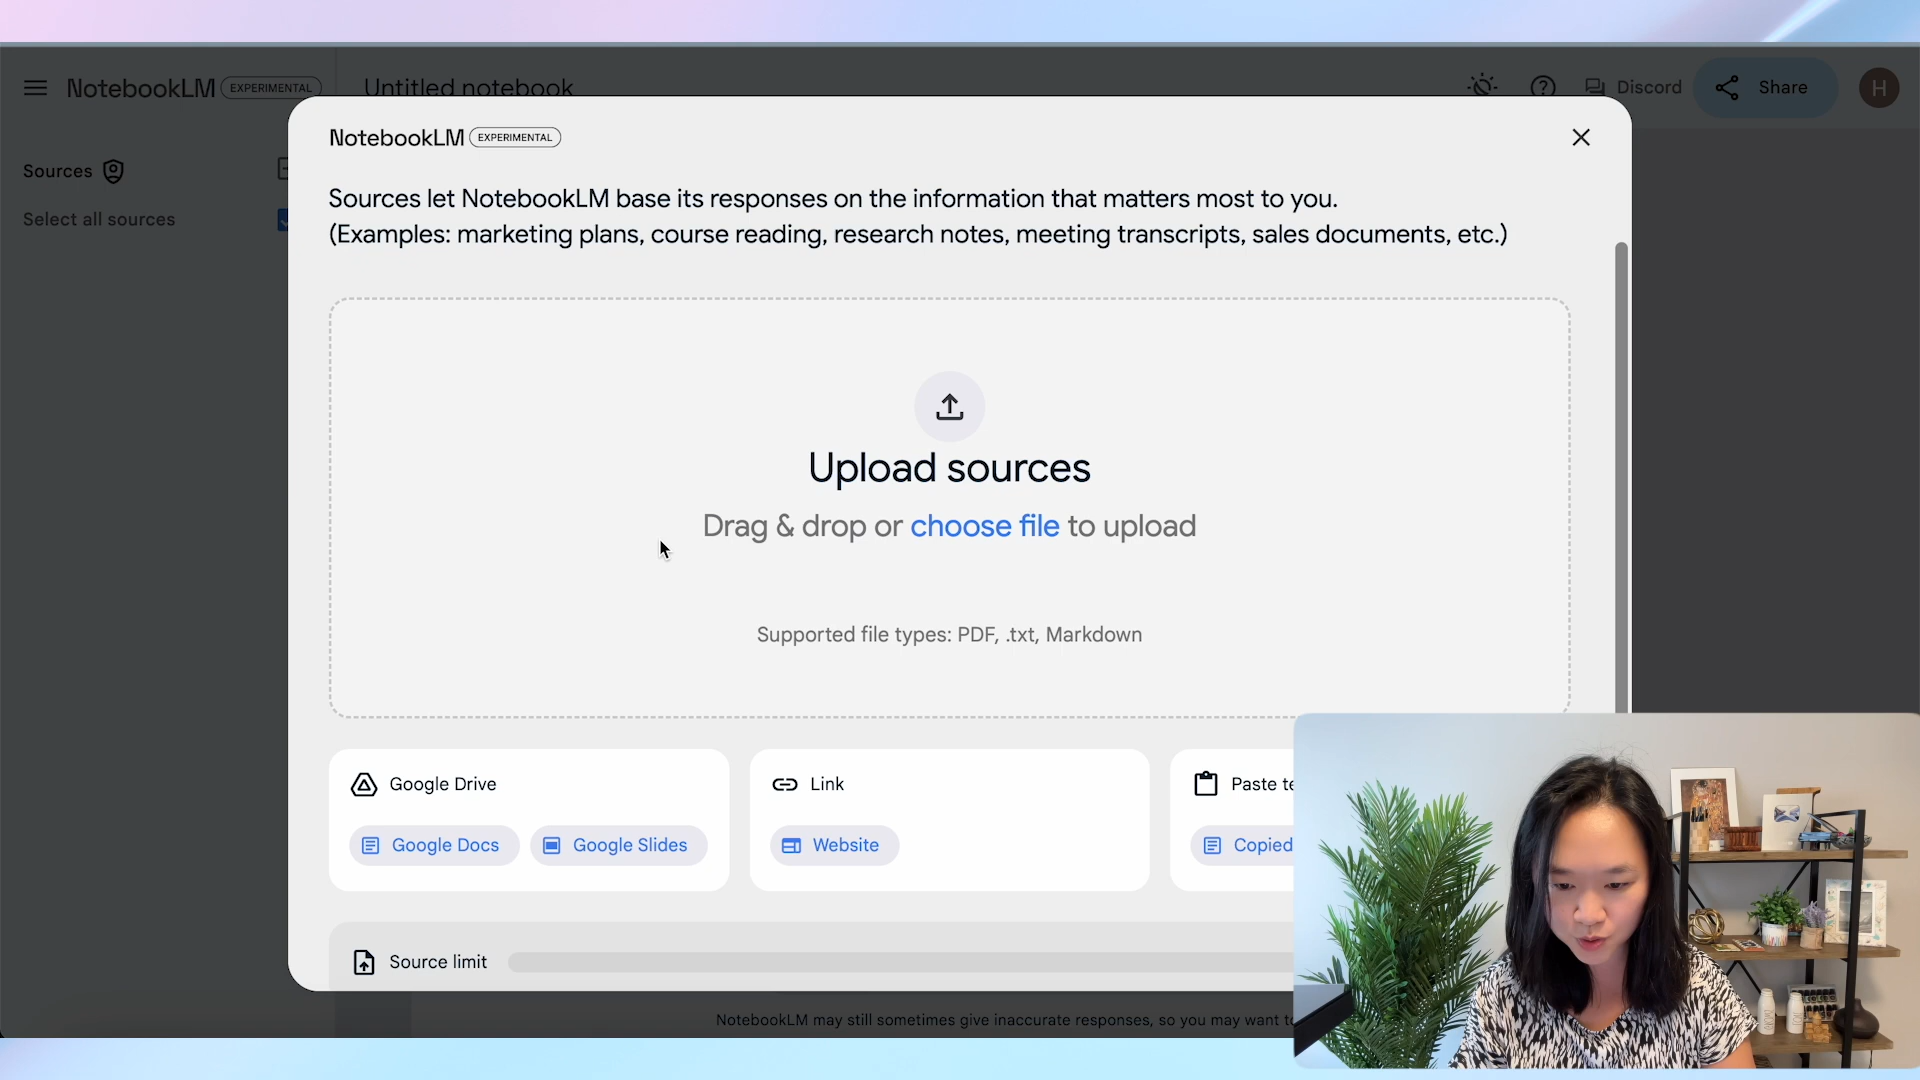 NotebookLM EXPERIMENTAL
Untitled notebook
Discord
Share
H
Sources
Select all sources
NotebookLM EXPERIMENTAL
Sources let NotebookLM base its responses on the information that matters most to you.
(Examples: marketing plans, course reading, research notes, meeting transcripts, sales documents, etc.)
Upload sources
Drag & drop or choose file to upload
Supported file types: PDF, .txt, Markdown
Google Drive
Google Docs
Google Slides
Link
Website
Paste te
Copied
Source limit
NotebookLM may still sometimes give inaccurate responses, so you may want to